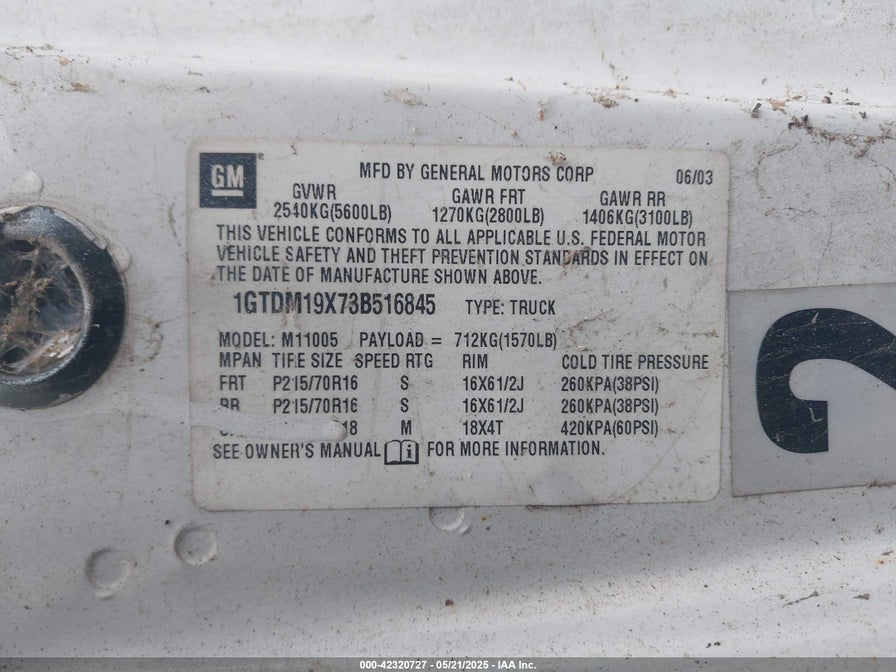 GM
MFD BY GENERAL MOTORS CORP 06/03
GVWR GAWR FRT GAWR RR
2540KG(5600LB) 1270KG(2800LB) 1406KG(3100LB)
THIS VEHICLE CONFORMS TO ALL APPLICABLE U.S. FEDERAL MOTOR
VEHICLE SAFETY AND THEFT PREVENTION STANDARDS IN EFFECT ON
THE DATE OF MANUFACTURE SHOWN ABOVE.
1GTDM19X73B516845 TYPE: TRUCK
MODEL: M11005 PAYLOAD = 712KG(1570LB)
MPAN TIRE SIZE SPEED RTG RIM COLD TIRE PRESSURE
FRT P215/70R16 S 16X61/2J 260KPA(38PSI)
RR P215/70R16 S 16X61/2J 260KPA(38PSI)
18 M 18X4T 420KPA(60PSI)
SEE OWNER'S MANUAL i FOR MORE INFORMATION.
2
000-42320727 - 05/21/2025 - IAA Inc.